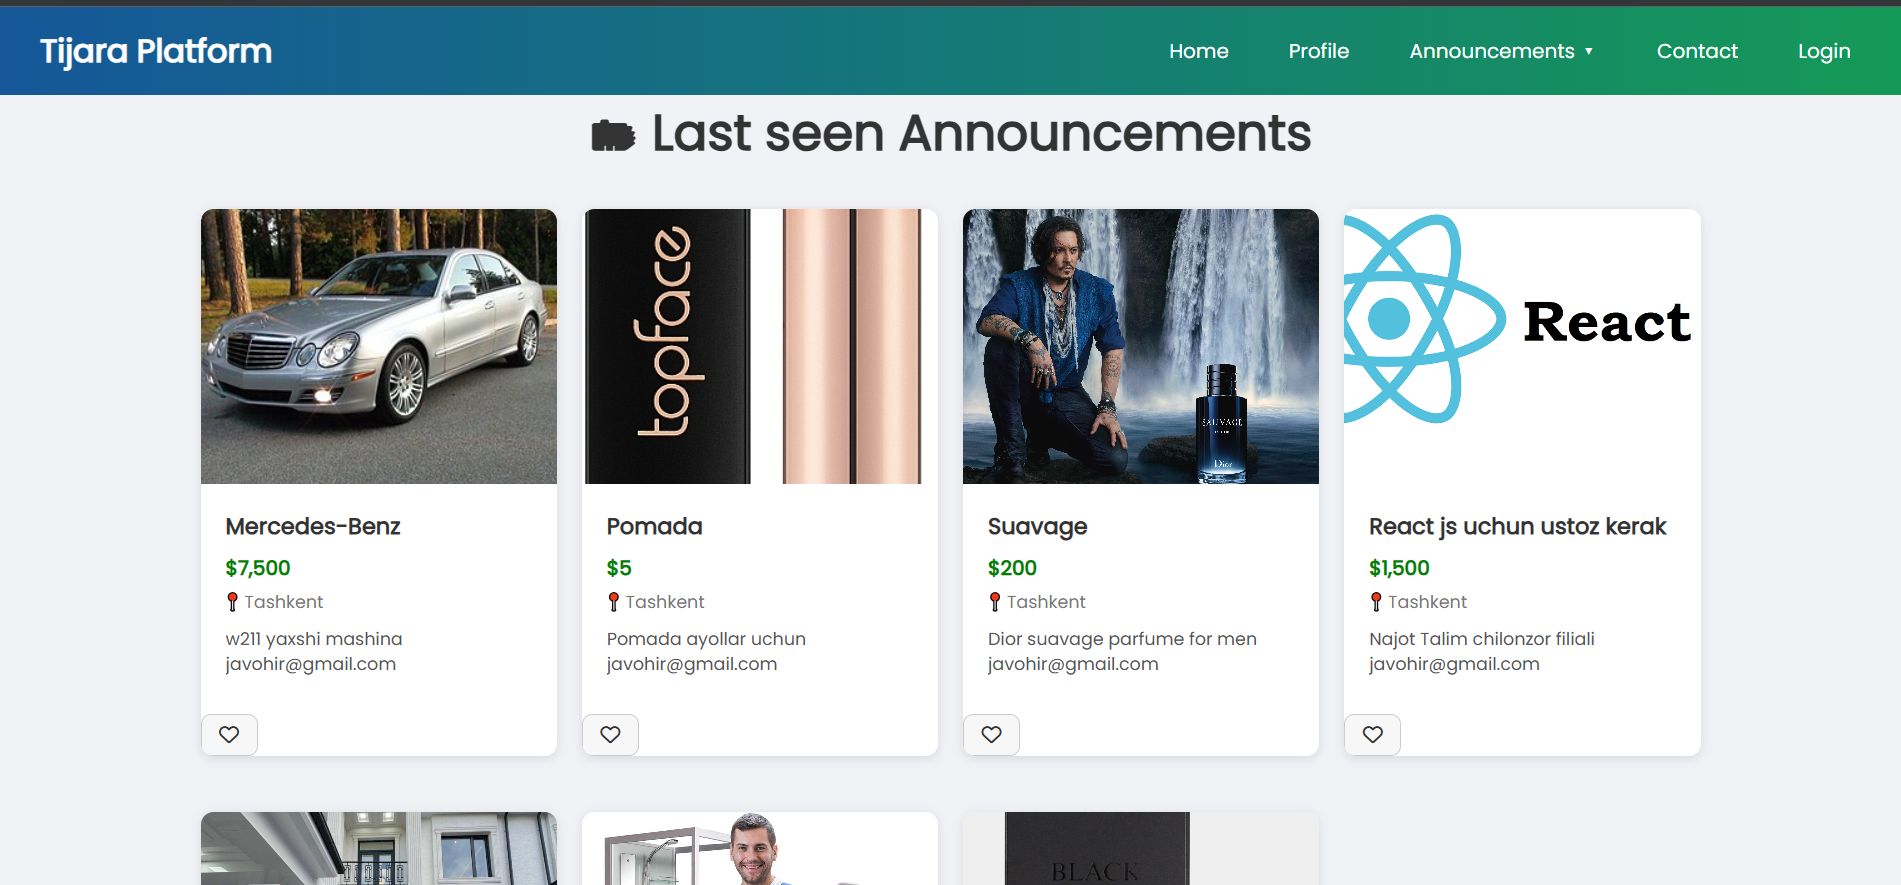 Tijara Platform
Home
Profile
Announcements ▼
Contact
Login
Last seen Announcements
topface
SAUVAGE
Dior
React
Mercedes-Benz
$7,500
Tashkent
w211 yaxshi mashina
javohir@gmail.com
Pomada
$5
Tashkent
Pomada ayollar uchun
javohir@gmail.com
Suavage
$200
Tashkent
Dior suavage parfume for men
javohir@gmail.com
React js uchun ustoz kerak
$1,500
Tashkent
Najot Talim chilonzor filiali
javohir@gmail.com
BLACK